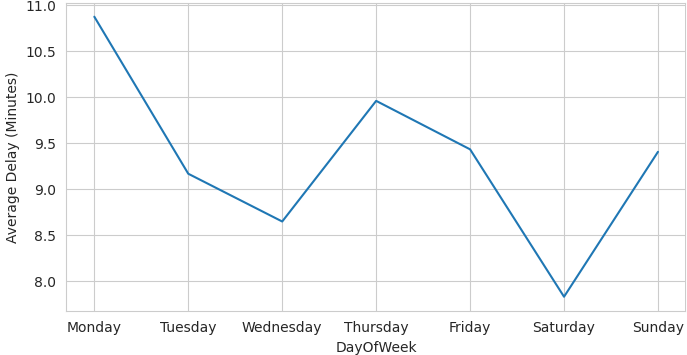 11.0
10.5
10.0
9.5
9.0
8.5
8.0
Average Delay (Minutes)
Monday Tuesday Wednesday Thursday Friday Saturday Sunday
DayOfWeek